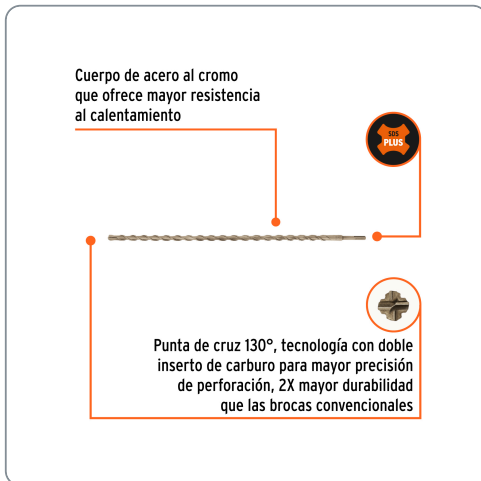 Cuerpo de acero al cromo
que ofrece mayor resistencia
al calentamiento
SDS
PLUS
Punta de cruz 130°, tecnología con doble
inserto de carburo para mayor precisión
de perforación, 2X mayor durabilidad
que las brocas convencionales